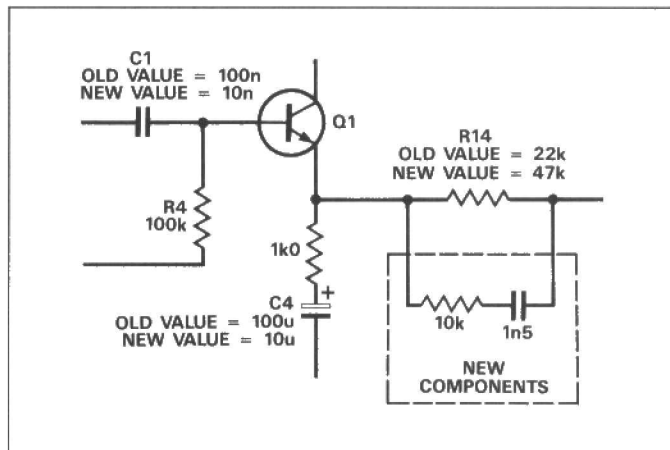 C1
OLD VALUE = 100n
NEW VALUE = 10n
Q1
R14
OLD VALUE = 22k
NEW VALUE = 47k
R4
100k
1k0
+
C4
OLD VALUE = 100u
NEW VALUE = 10u
10k
1n5
NEW
COMPONENTS